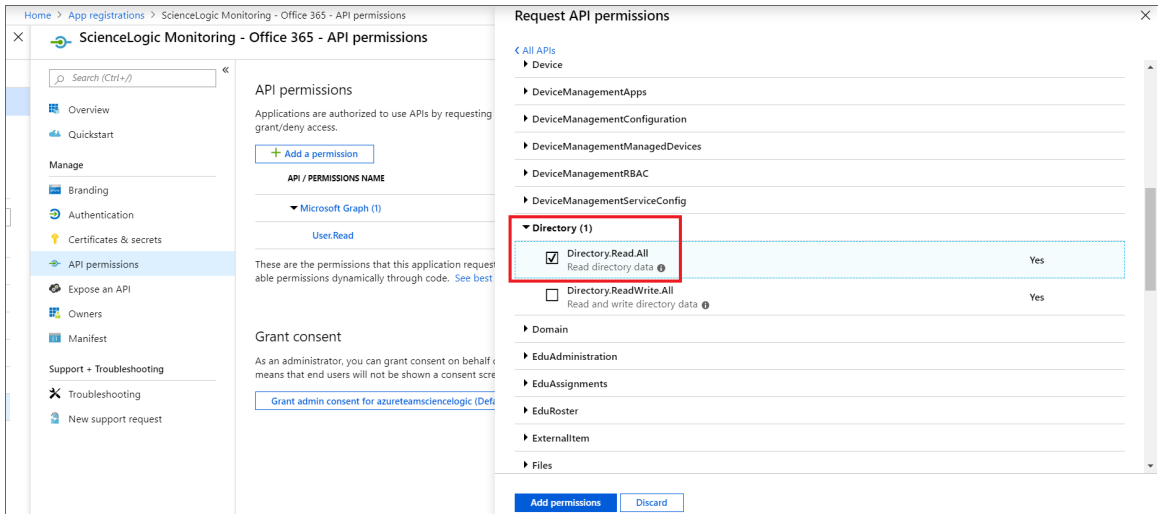 Home > App registrations > ScienceLogic Monitoring - Office 365 - API permissions
ScienceLogic Monitoring - Office 365 - API permissions
Search (Ctrl+/)
Overview
Quickstart
Manage
Branding
Authentication
Certificates & secrets
API permissions
Expose an API
Owners
Manifest
Support + Troubleshooting
Troubleshooting
New support request
API permissions
Applications are authorized to use APIs by requesting
grant/deny access.
Add a permission
API / PERMISSIONS NAME
Microsoft Graph (1)
User.Read
These are the permissions that this application request
able permissions dynamically through code. See best
Grant consent
As an administrator, you can grant consent on behalf
means that end users will not be shown a consent scre
Grant admin consent for azureteamsciencelogic (Defa
Request API permissions
All APIs
Device
DeviceManagementApps
DeviceManagementConfiguration
DeviceManagementManagedDevices
DeviceManagementRBAC
DeviceManagementServiceConfig
Directory (1)
Directory.Read.All
Read directory data
Yes
Directory.ReadWrite.All
Read and write directory data
Yes
Domain
EduAdministration
EduAssignments
EduRoster
ExternalItem
Files
Add permissions
Discard